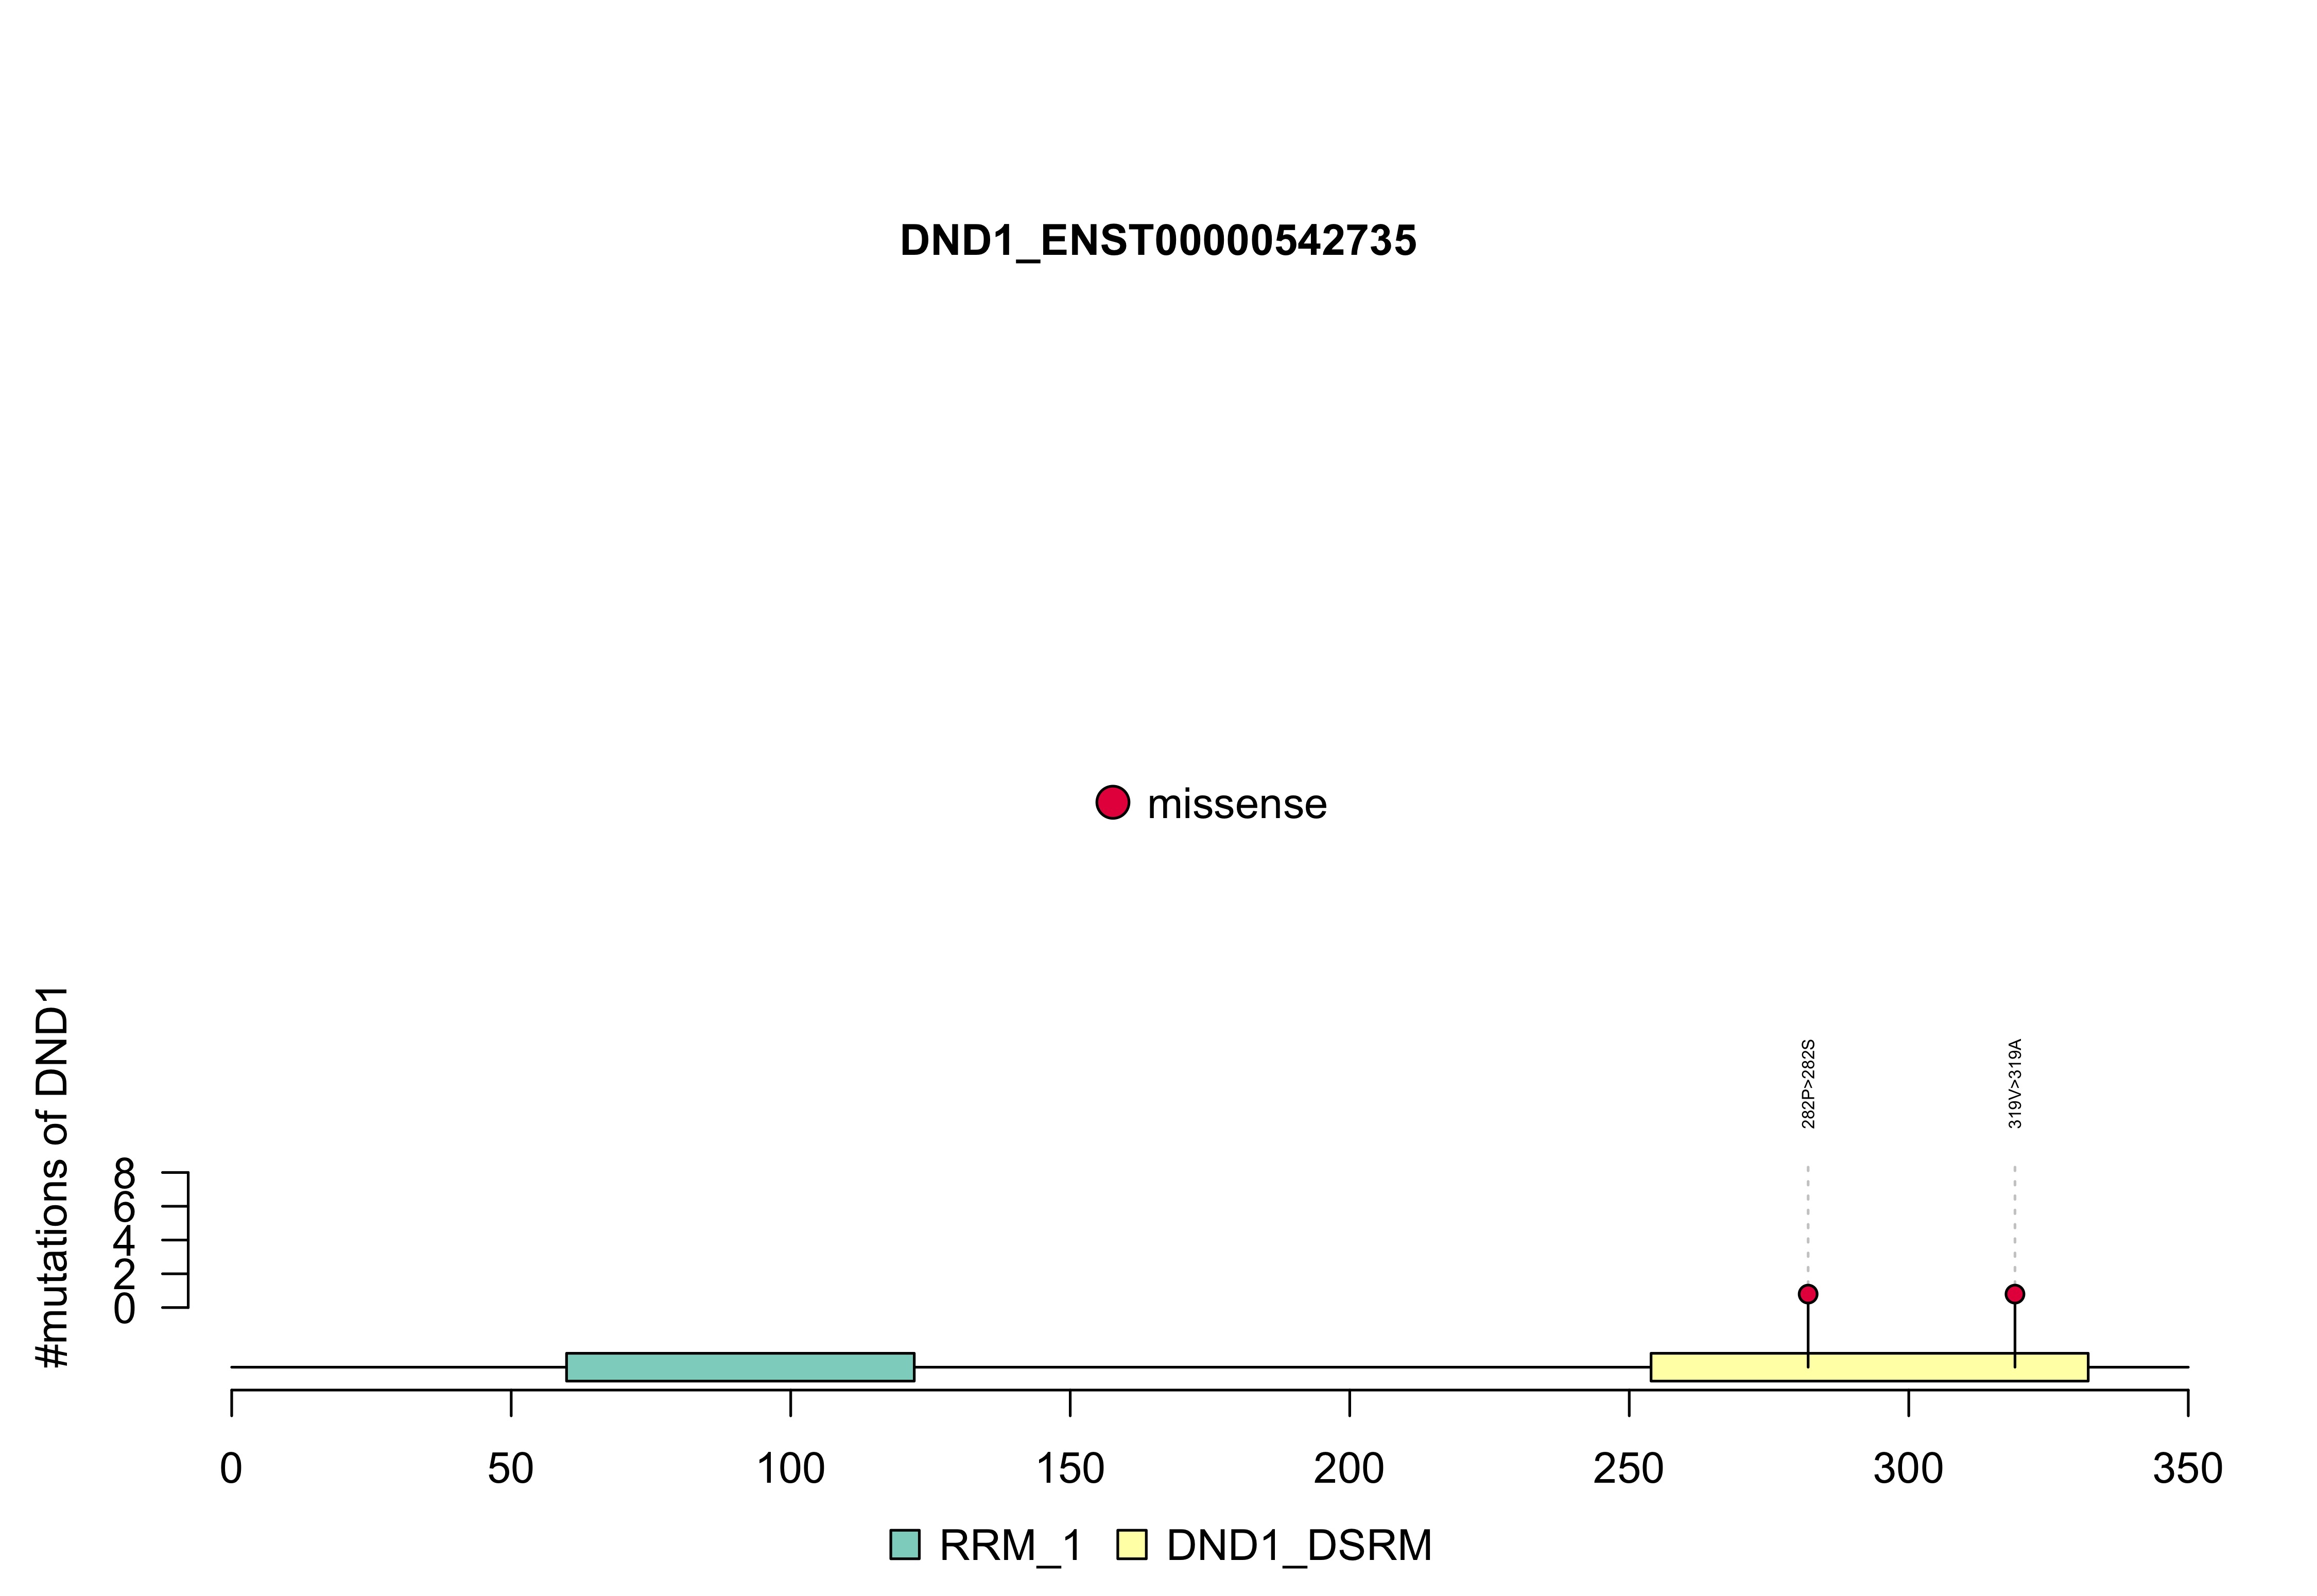 DND1_ENST00000542735
missense
#mutations of DND1
282P>282S
319V>319A
8
6
4
2
0
0 50 100 150 200 250 300 350
RRM_1 DND1_DSRM